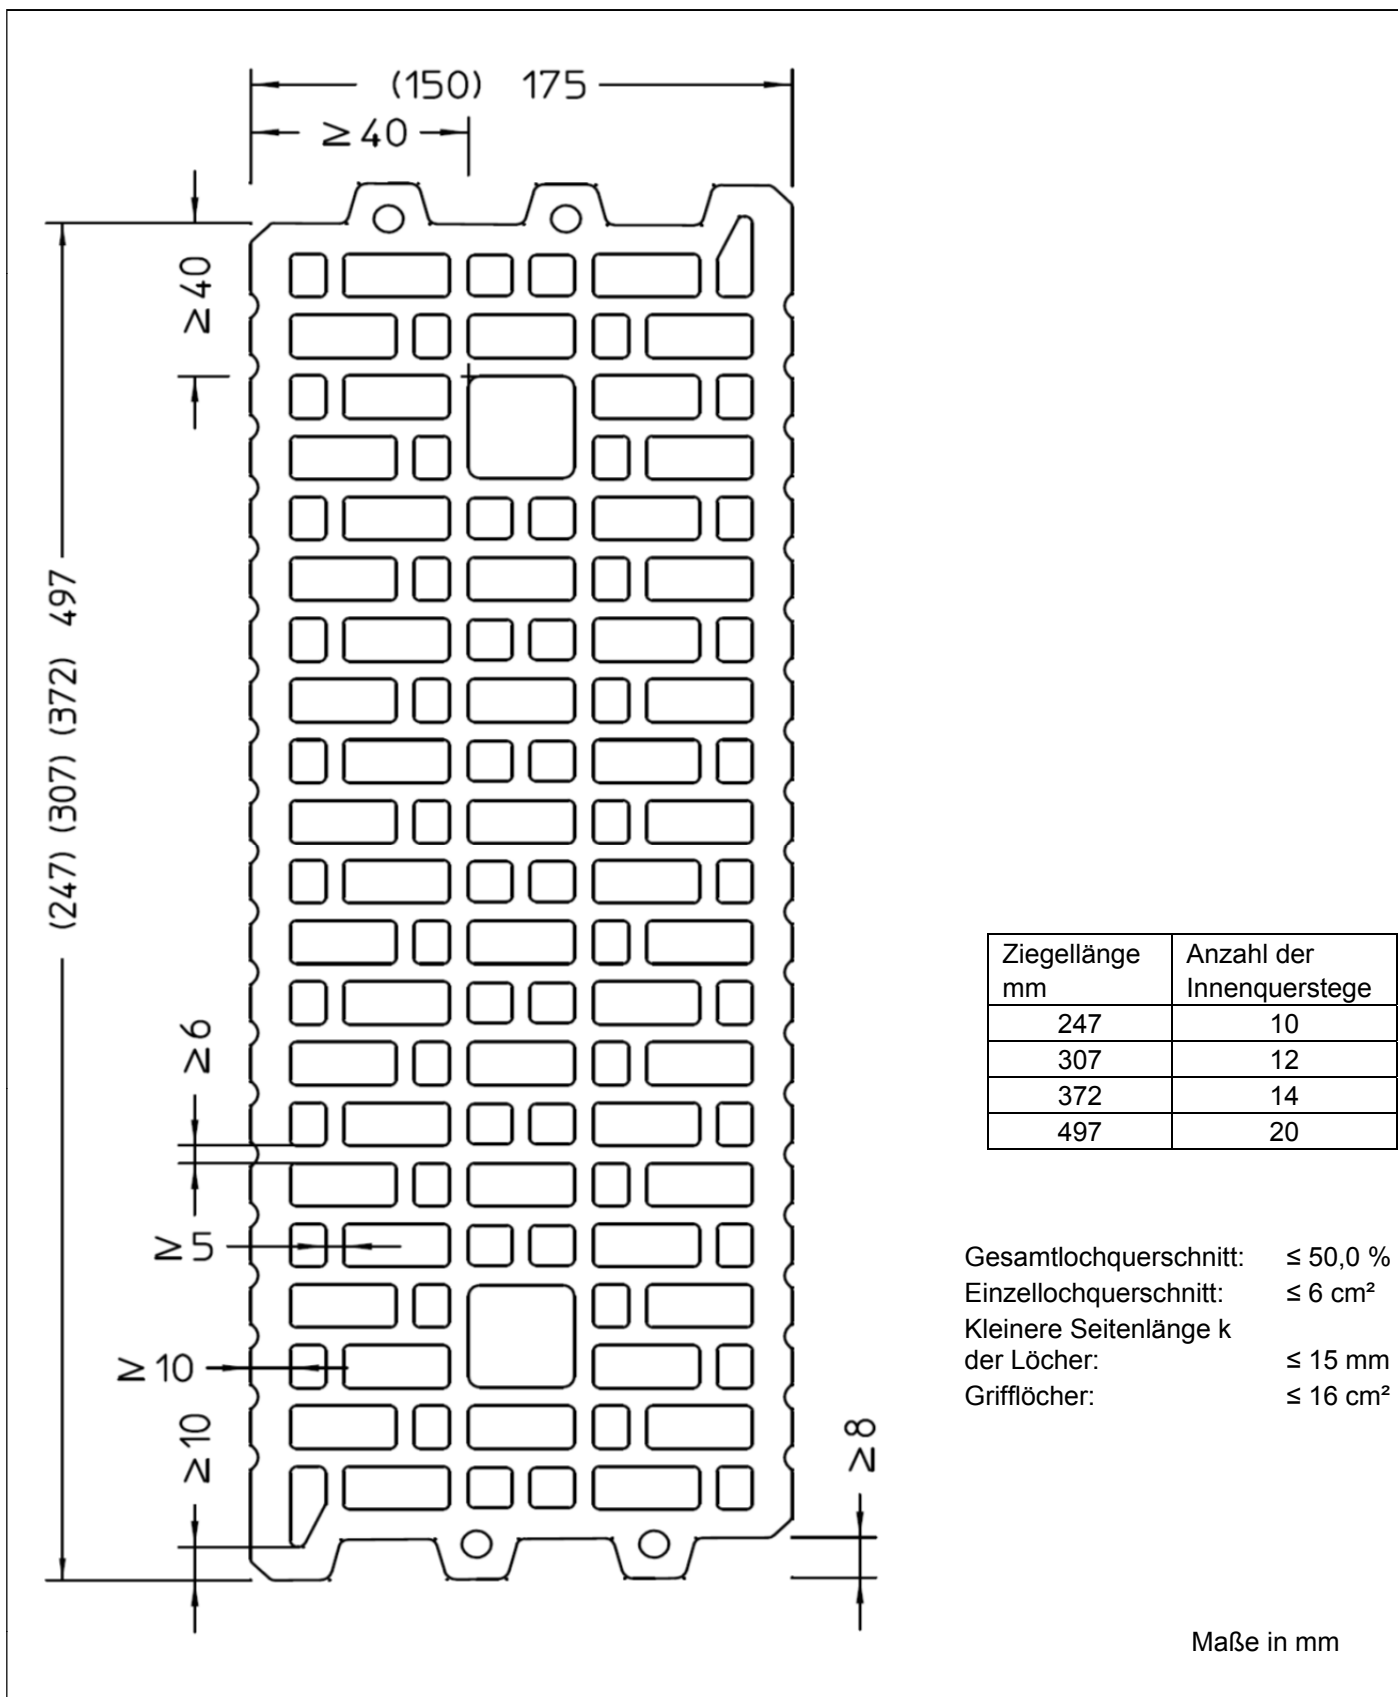 (150) 175
≥ 40
≥ 40
(247) (307) (372) 497
≥ 6
≥ 5
≥ 10
≥ 10
≥ 8
Ziegellänge mm
Anzahl der Innenquerstege
247 10
307 12
372 14
497 20
Gesamtlochquerschnitt: ≤ 50,0 %
Einzellochquerschnitt: ≤ 6 cm²
Kleinere Seitenlänge k
der Löcher: ≤ 15 mm
Grifflöcher: ≤ 16 cm²
Maße in mm